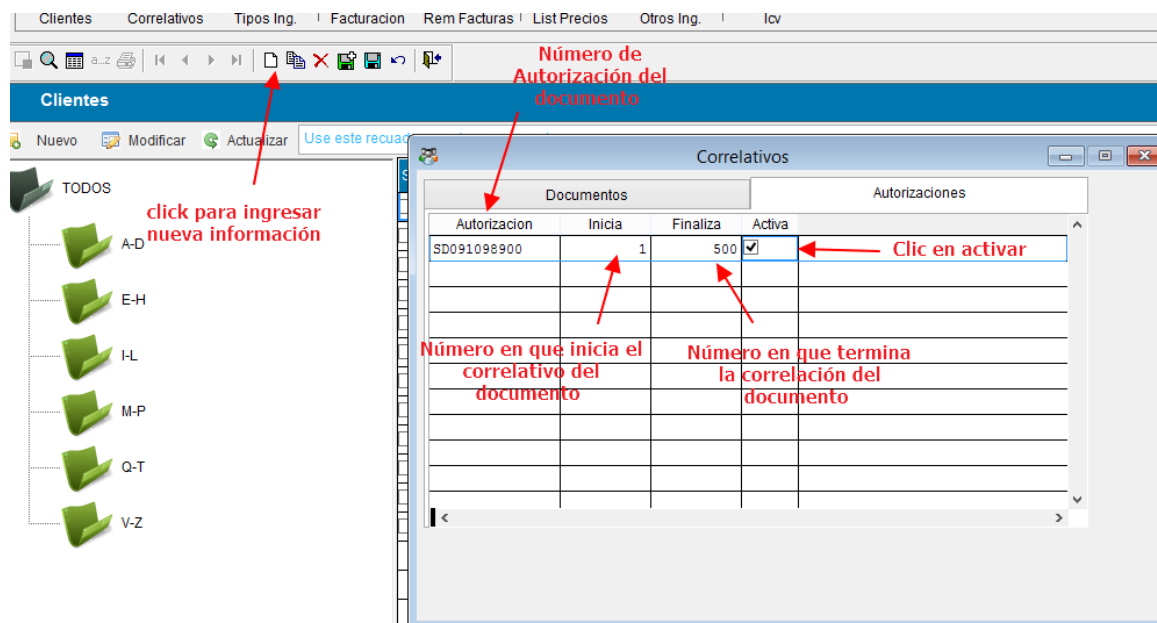 Clientes Correlativos Tipos Ing. Facturacion Rem Facturas List Precios Otros Ing. Icv
a..z
Número de
Autorización del
documento
Clientes
Nuevo Modificar Actualizar Use este recuad
Correlativos
TODOS
Documentos Autorizaciones
click para ingresar
nueva información
Autorizacion Inicia Finaliza Activa
SD091098900 1 500
Clic en activar
A-D
E-H
I-L
M-P
Q-T
V-Z
Número en que inicia el
correlativo del
documento
Número en que termina
la correlación del
documento